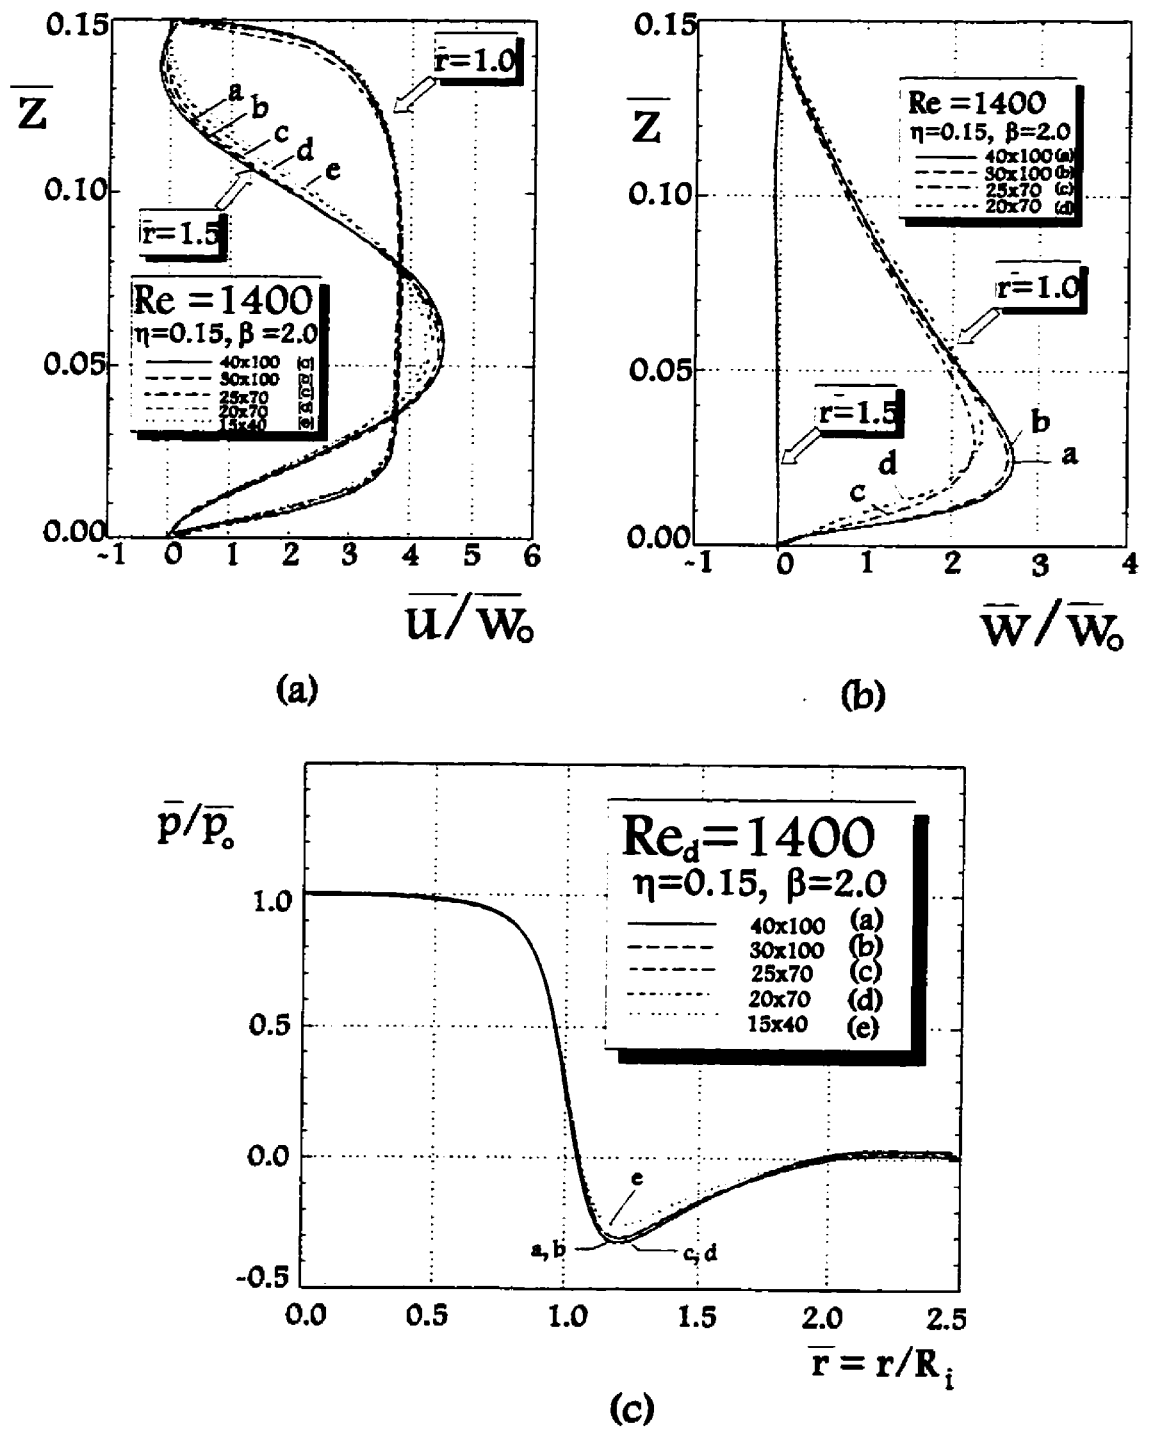 0.15
Z
0.10
0.05
0.00
-1 0 1 2 3 4 5 6
u/w₀
r=1.0
a
b
c
d
e
r=1.5
Re =1400
η=0.15, β =2.0
40x100
30x100
25x70
20x70
15x40
(a)
0.15
Z
0.10
0.05
0.00
-1 0 1 2 3 4
w/w₀
Re =1400
η=0.15, β=2.0
40x100(a)
30x100(b)
25x70 (c)
20x70 (d)
r=1.0
r=1.5
b
a
d
c
(b)
p/p₀
1.0
0.5
0.0
-0.5
0.0 0.5 1.0 1.5 2.0 2.5
r = r/Rᵢ
Re_d=1400
η=0.15, β=2.0
40x100 (a)
30x100 (b)
25x70 (c)
20x70 (d)
15x40 (e)
e
a, b
c, d
(c)